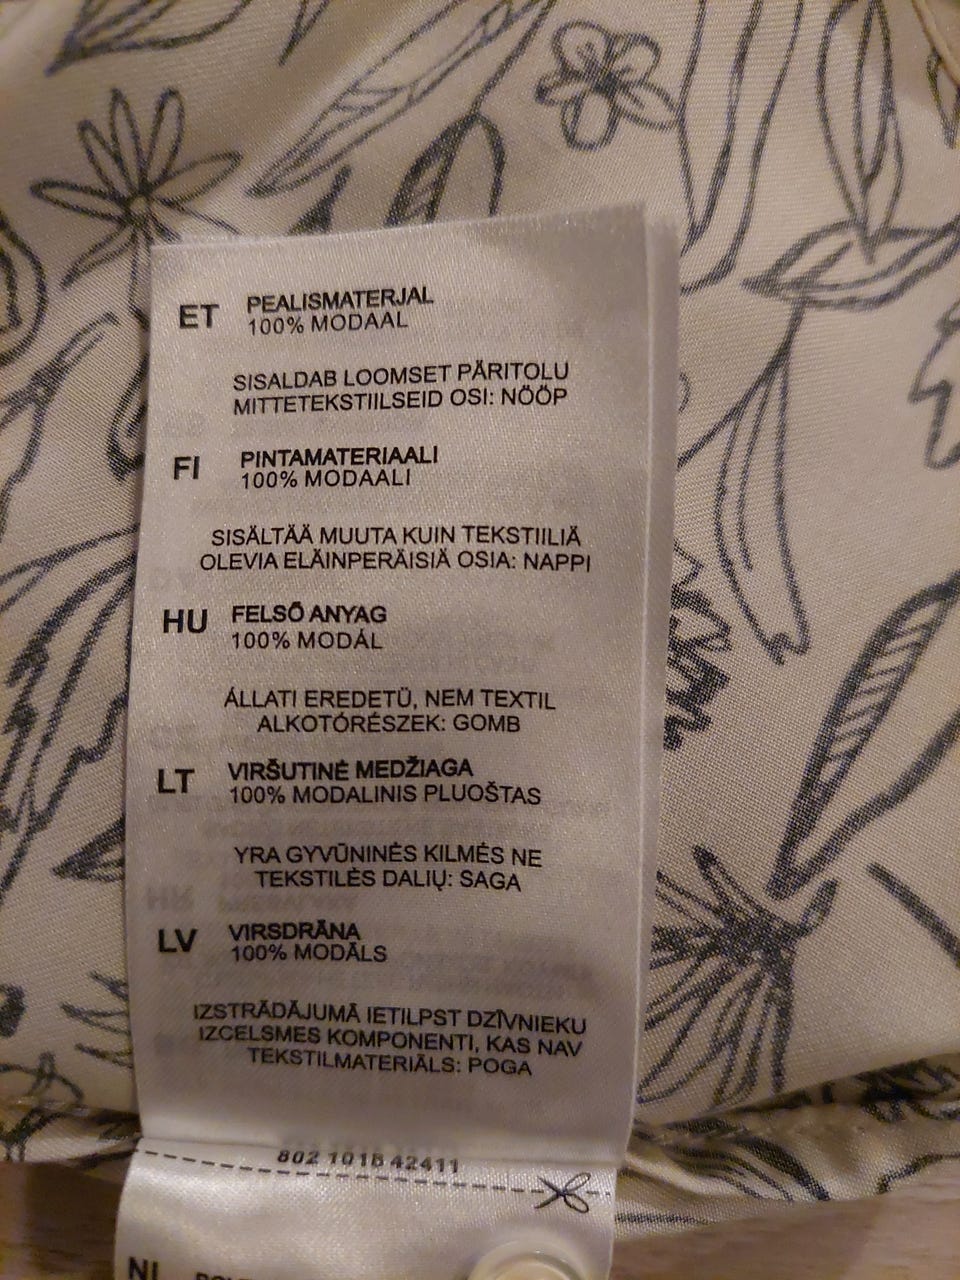 ET PEALISMATERJAL
100% MODAAL
SISALDAB LOOMSET PÄRITOLU
MITTETEKSTIILSEID OSI: NÖÖP
FI PINTAMATERIAALI
100% MODAALI
SISÄLTÄÄ MUUTA KUIN TEKSTIILIÄ
OLEVIA ELÄINPERÄISIÄ OSIA: NAPPI
HU FELSŐ ANYAG
100% MODÁL
ÁLLATI EREDETŰ, NEM TEXTIL
ALKOTÓRÉSZEK: GOMB
LT VIRŠUTINĖ MEDŽIAGA
100% MODALINIS PLUOŠTAS
YRA GYVŪNINĖS KILMĖS NE
TEKSTILĖS DALIŲ: SAGA
LV VIRSDRĀNA
100% MODĀLS
IZSTRĀDĀJUMĀ IETILPST DZĪVNIEKU
IZCELSMES KOMPONENTI, KAS NAV
TEKSTILMATERIĀLS: POGA
802 101B 42411
NL